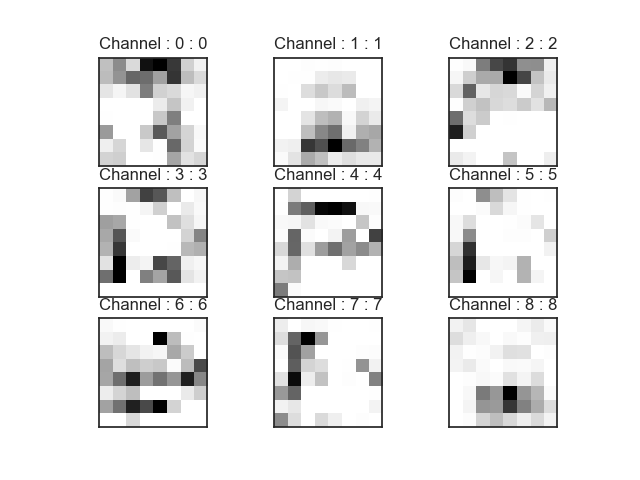 Channel : 0 : 0
Channel : 1 : 1
Channel : 2 : 2
Channel : 3 : 3
Channel : 4 : 4
Channel : 5 : 5
Channel : 6 : 6
Channel : 7 : 7
Channel : 8 : 8